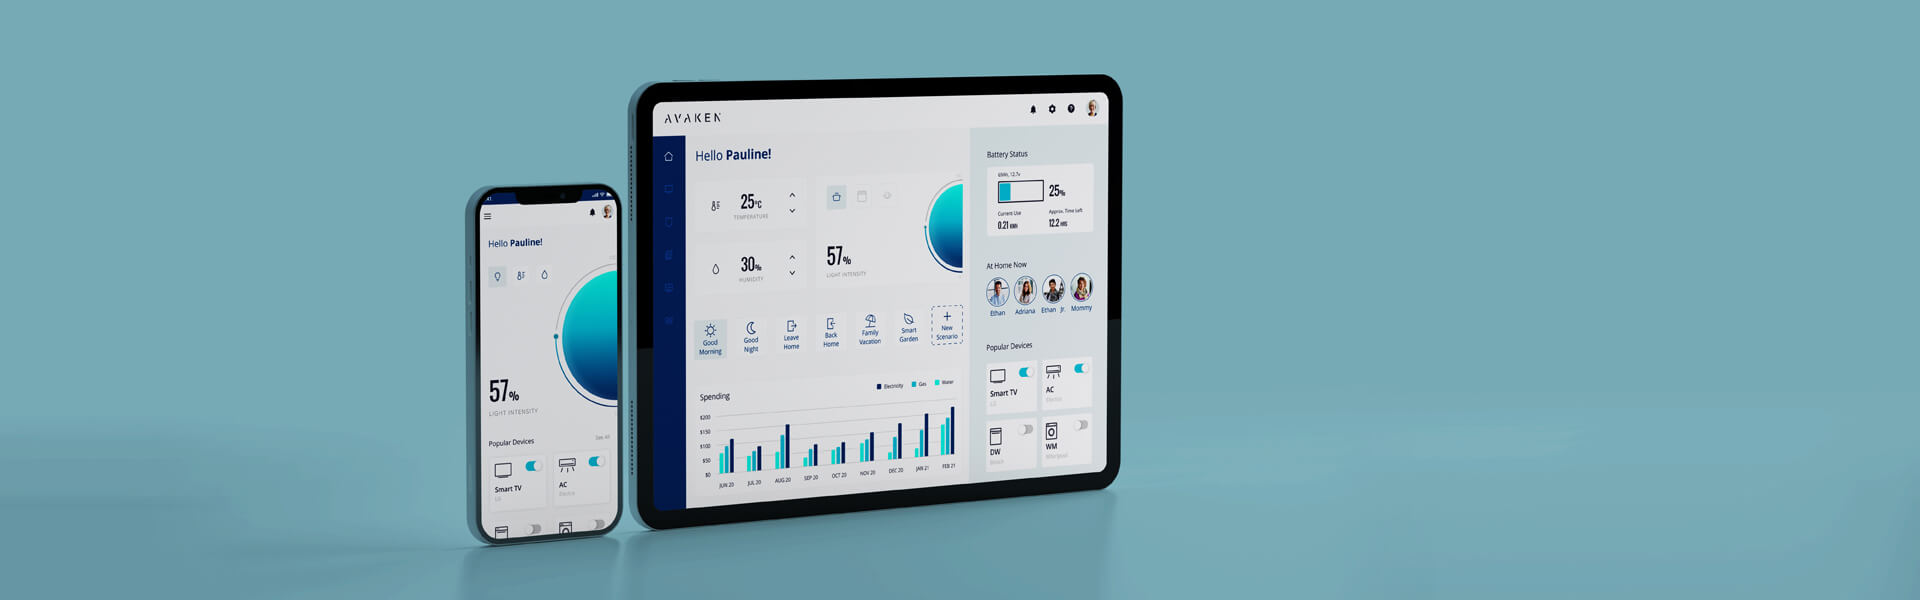 Hello Pauline!
57%
LIGHT INTENSITY
Popular Devices
See All
Smart TV
LG
AC
Electra
AVAKEN
Hello Pauline!
25°C
TEMPERATURE
30%
HUMIDITY
57%
LIGHT INTENSITY
Good
Morning
Good
Night
Leave
Home
Back
Home
Family
Vacation
Smart
Garden
New
Scenario
Spending
Electricity
Gas
Water
$200
$150
$100
$50
$0
JUN 20
JUL 20
AUG 20
SEP 20
OCT 20
NOV 20
DEC 20
JAN 21
FEB 21
Battery Status
25%
Current Use
0.21 KWH
Approx. Time Left
12.2 HRS
At Home Now
Ethan
Adriana
Ethan Jr.
Mommy
Popular Devices
Smart TV
LG
AC
Electra
DW
Bosch
WM
Whirlpool